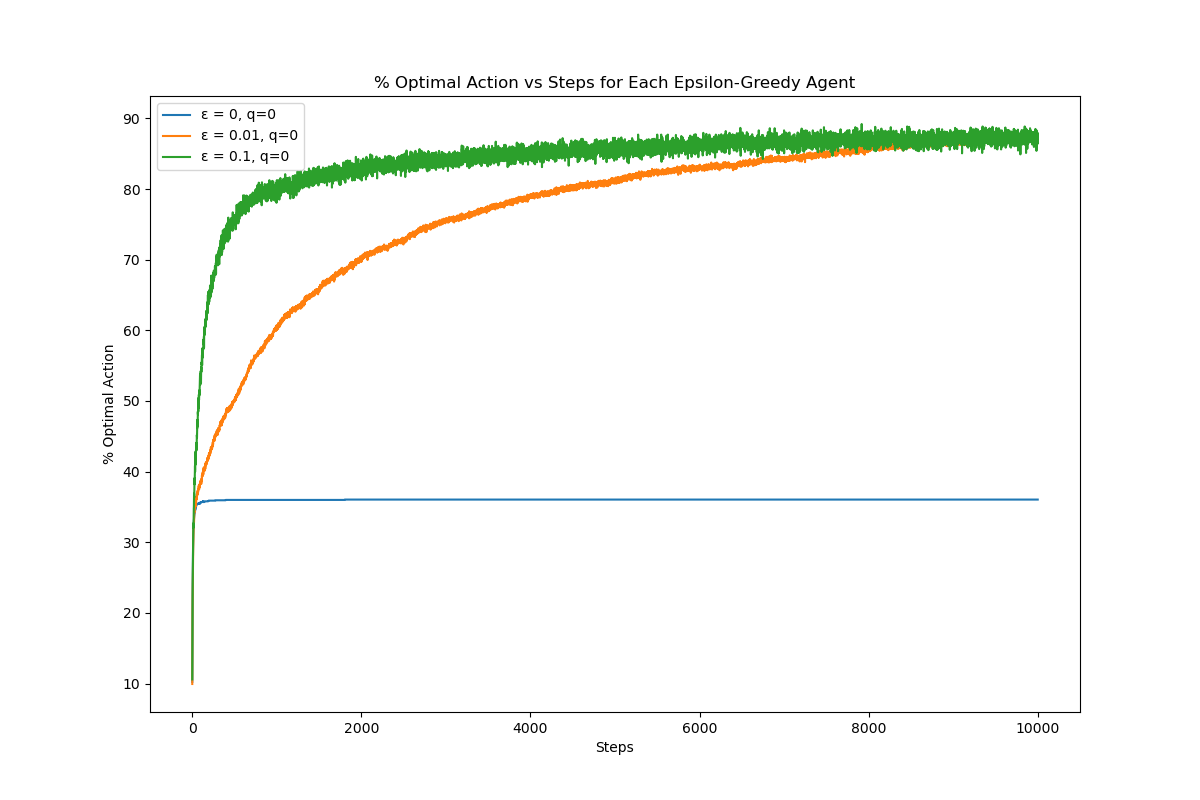 % Optimal Action vs Steps for Each Epsilon-Greedy Agent
ε = 0, q=0
ε = 0.01, q=0
ε = 0.1, q=0
% Optimal Action
90
80
70
60
50
40
30
20
10
0
2000
4000
6000
8000
10000
Steps